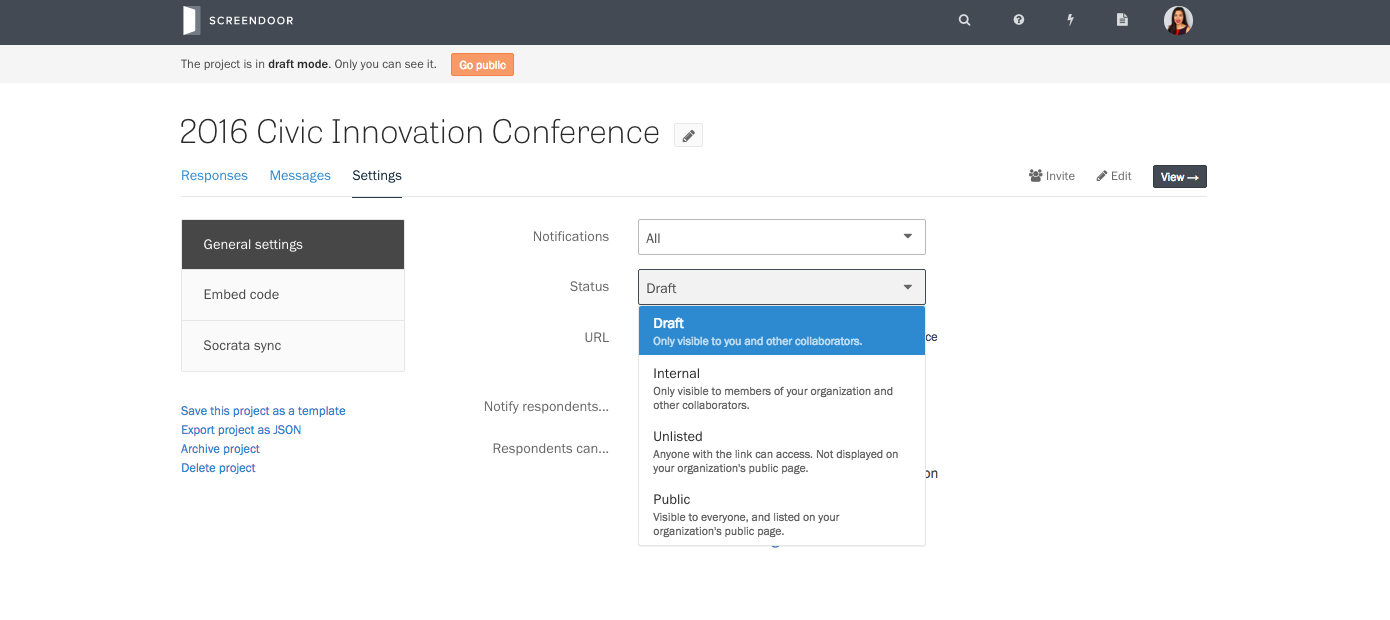 SCREENDOOR
The project is in draft mode. Only you can see it.
Go public
2016 Civic Innovation Conference
Responses
Messages
Settings
Invite
Edit
View →
General settings
Embed code
Socrata sync
Save this project as a template
Export project as JSON
Archive project
Delete project
Notifications
All
Status
Draft
Draft
Only visible to you and other collaborators.
URL
ce
Internal
Only visible to members of your organization and
other collaborators.
Notify respondents...
Unlisted
Anyone with the link can access. Not displayed on
your organization's public page.
Respondents can...
on
Public
Visible to everyone, and listed on your
organization's public page.